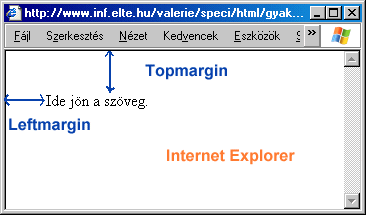 http://www.inf.elte.hu/valerie/speci/html/gyak...
Fájl Szerkesztés Nézet Kedvencek Eszközök »
Topmargin
Ide jön a szöveg.
Leftmargin
Internet Explorer